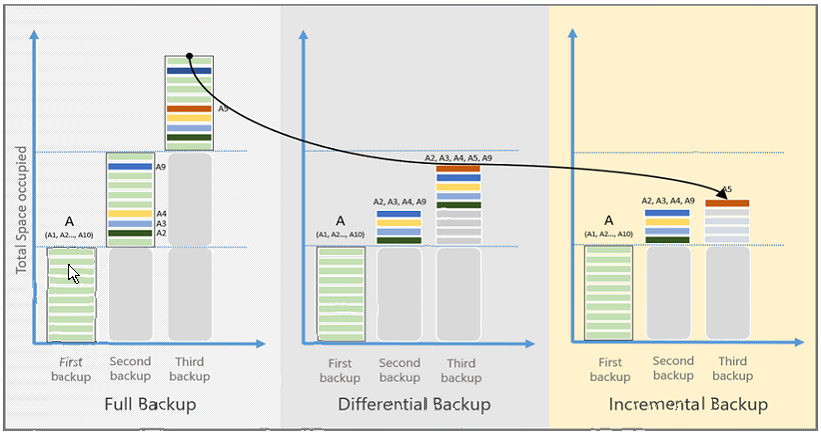 Total Space occupied
A
(A1, A2..., A10)
A9
A4
A3
A2
A5
First
backup
Second
backup
Third
backup
Full Backup
A
(A1, A2..., A10)
A2, A3, A4, A9
A2, A3, A4, A5, A9
First
backup
Second
backup
Third
backup
Differential Backup
A
(A1, A2..., A10)
A2, A3, A4, A9
A5
First
backup
Second
backup
Third
backup
Incremental Backup